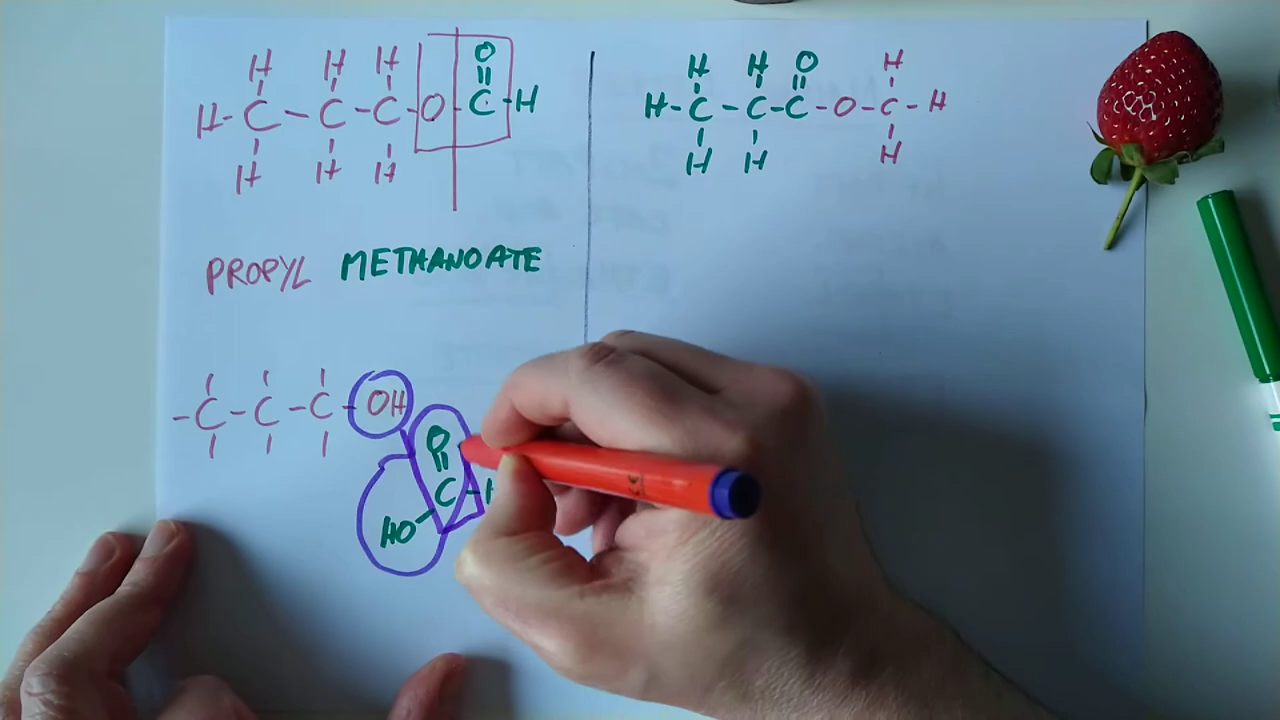 H H H O
H-C-C-C-O-C-H
H H H
PROPYL METHANOATE
-C-C-C-OH
O
C-H
HO
H H O H
H-C-C-C-O-C-H
H H H